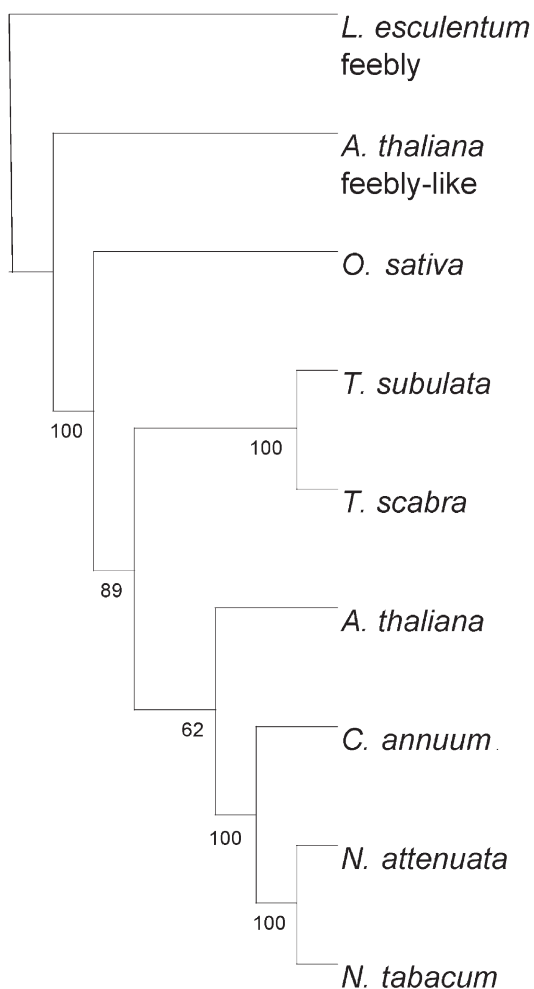 L. esculentum
feebly
A. thaliana
feebly-like
O. sativa
T. subulata
100
100
T. scabra
89
A. thaliana
62
C. annuum
100
N. attenuata
100
N. tabacum